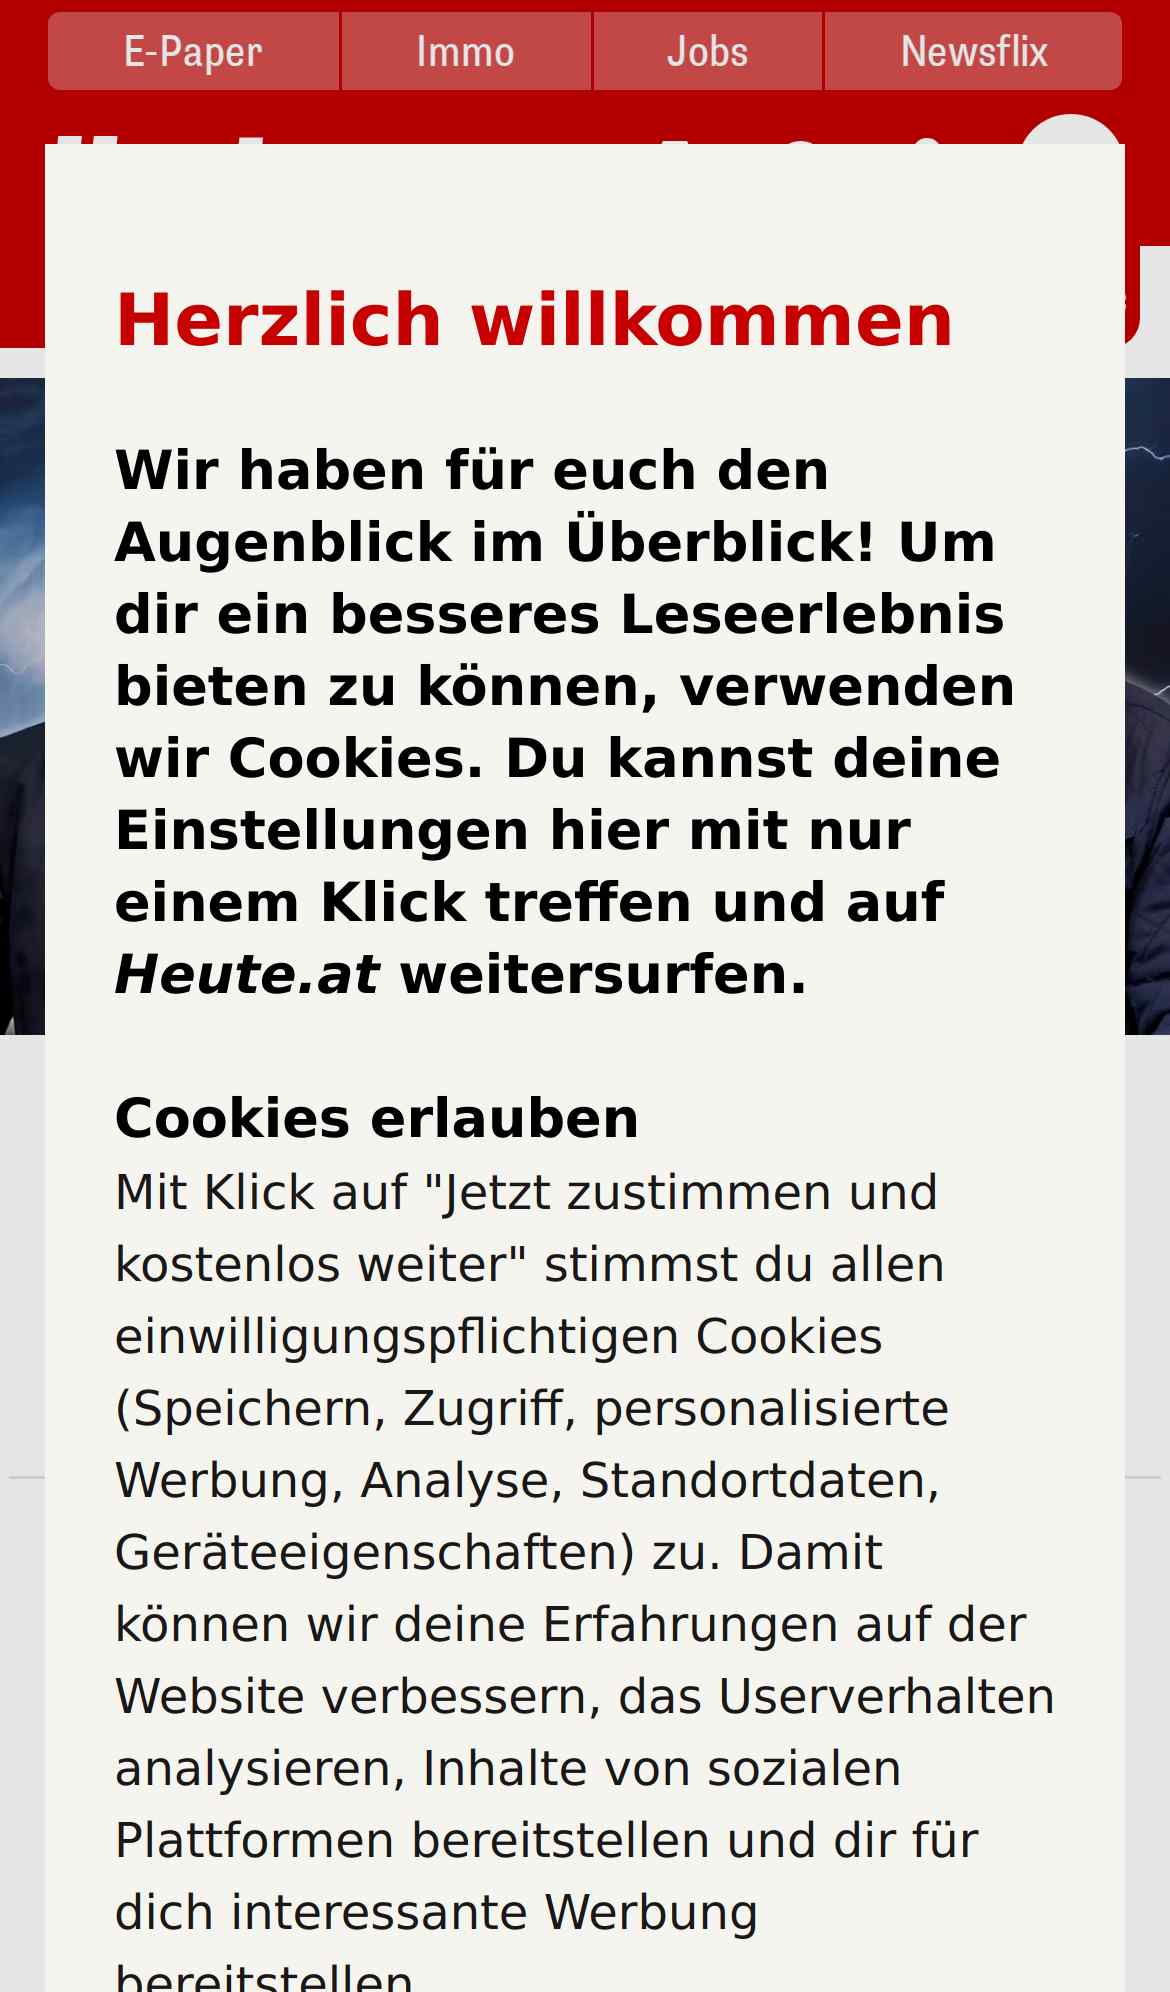 E-Paper Immo Jobs Newsflix
Herzlich willkommen
Wir haben für euch den
Augenblick im Überblick! Um
dir ein besseres Leseerlebnis
bieten zu können, verwenden
wir Cookies. Du kannst deine
Einstellungen hier mit nur
einem Klick treffen und auf
Heute.at weitersurfen.
Cookies erlauben
Mit Klick auf "Jetzt zustimmen und
kostenlos weiter" stimmst du allen
einwilligungspflichtigen Cookies
(Speichern, Zugriff, personalisierte
Werbung, Analyse, Standortdaten,
Geräteeigenschaften) zu. Damit
können wir deine Erfahrungen auf der
Website verbessern, das Userverhalten
analysieren, Inhalte von sozialen
Plattformen bereitstellen und dir für
dich interessante Werbung
bereitstellen